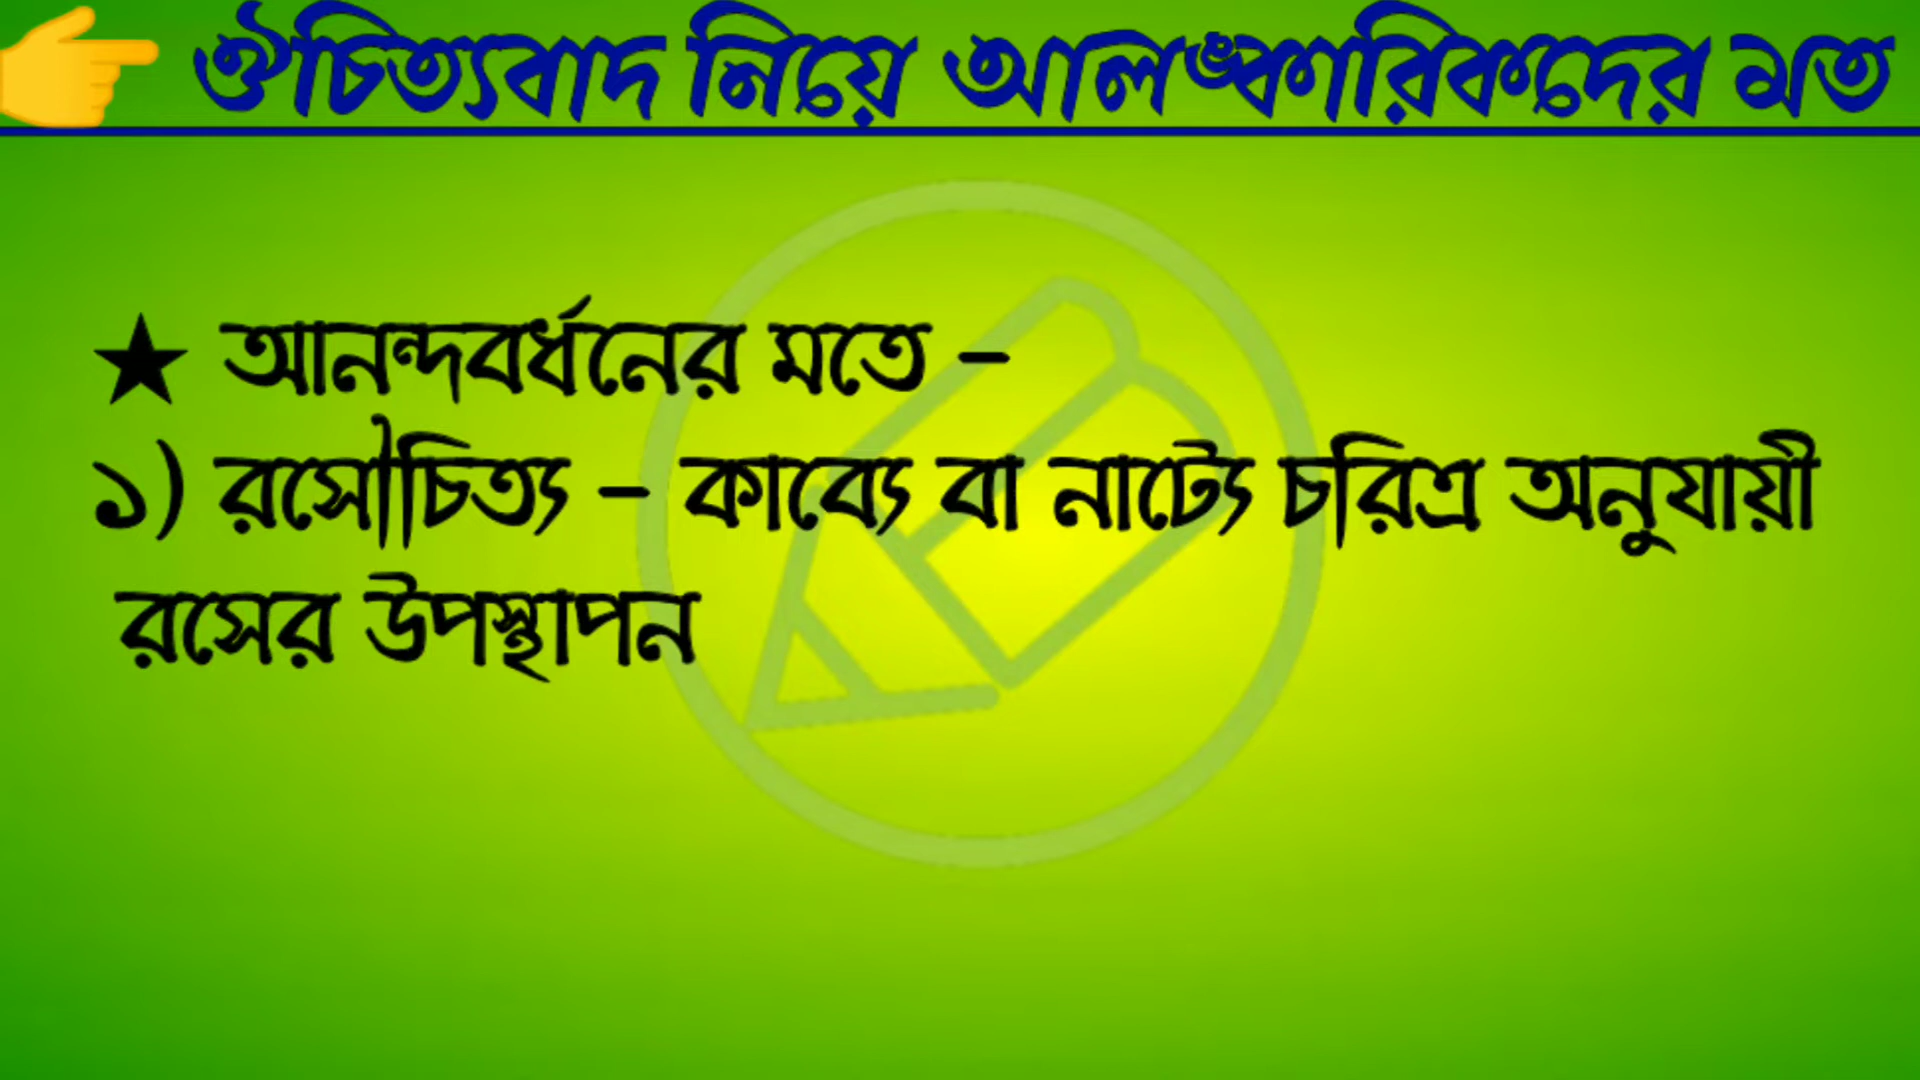 👉 ঔচিত্যবাদ নিয়ে আলঙ্কারিকদের মত
★ আনন্দবর্ধনের মতে –
১) রসৌচিত্য – কাব্যে বা নাট্যে চরিত্র অনুযায়ী
রসের উপস্থাপন